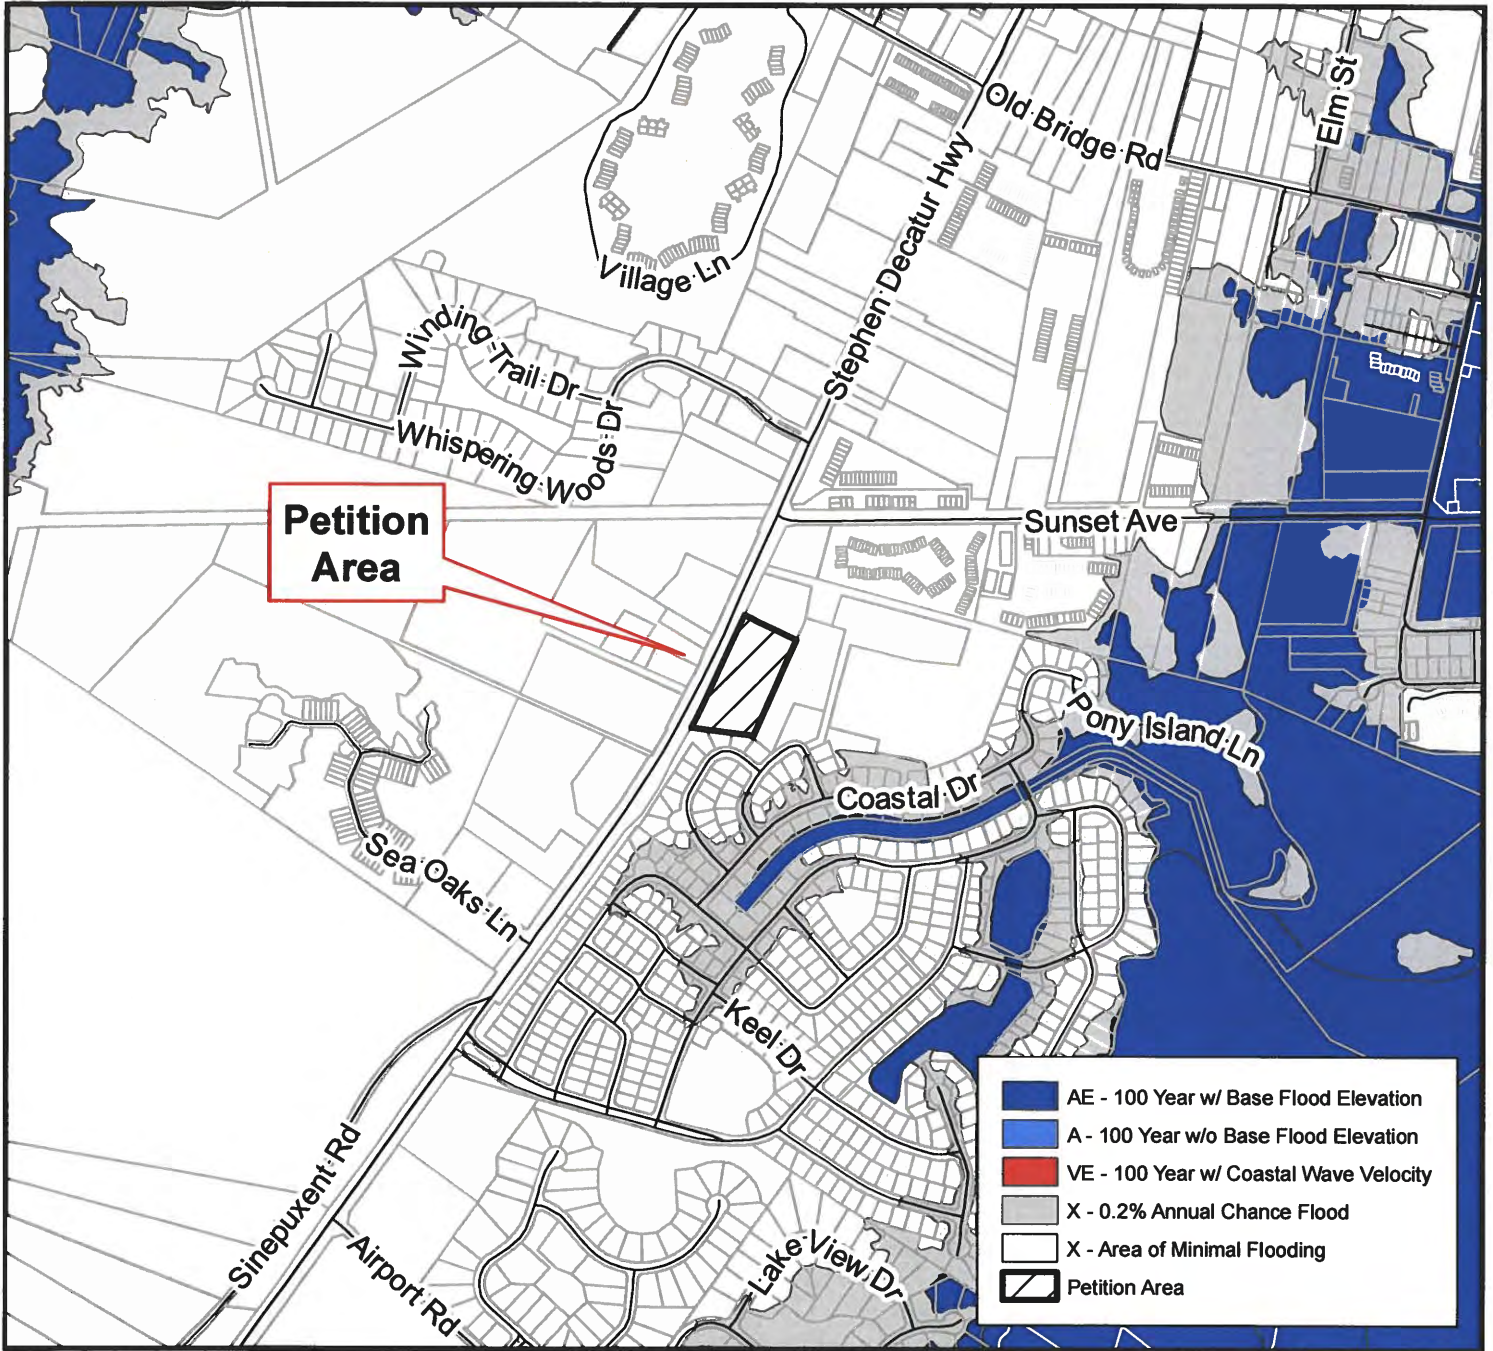 Elm St
Old Bridge Rd
Stephen Decatur Hwy
Village Ln
Winding Trail Dr
Whispering Woods Dr
Petition
Area
Sunset Ave
Pony Island Ln
Coastal Dr
Sea Oaks Ln
Keel Dr
Sinepuxent Rd
Airport Rd
Lake View Dr
AE - 100 Year w/ Base Flood Elevation
A - 100 Year w/o Base Flood Elevation
VE - 100 Year w/ Coastal Wave Velocity
X - 0.2% Annual Chance Flood
X - Area of Minimal Flooding
Petition Area